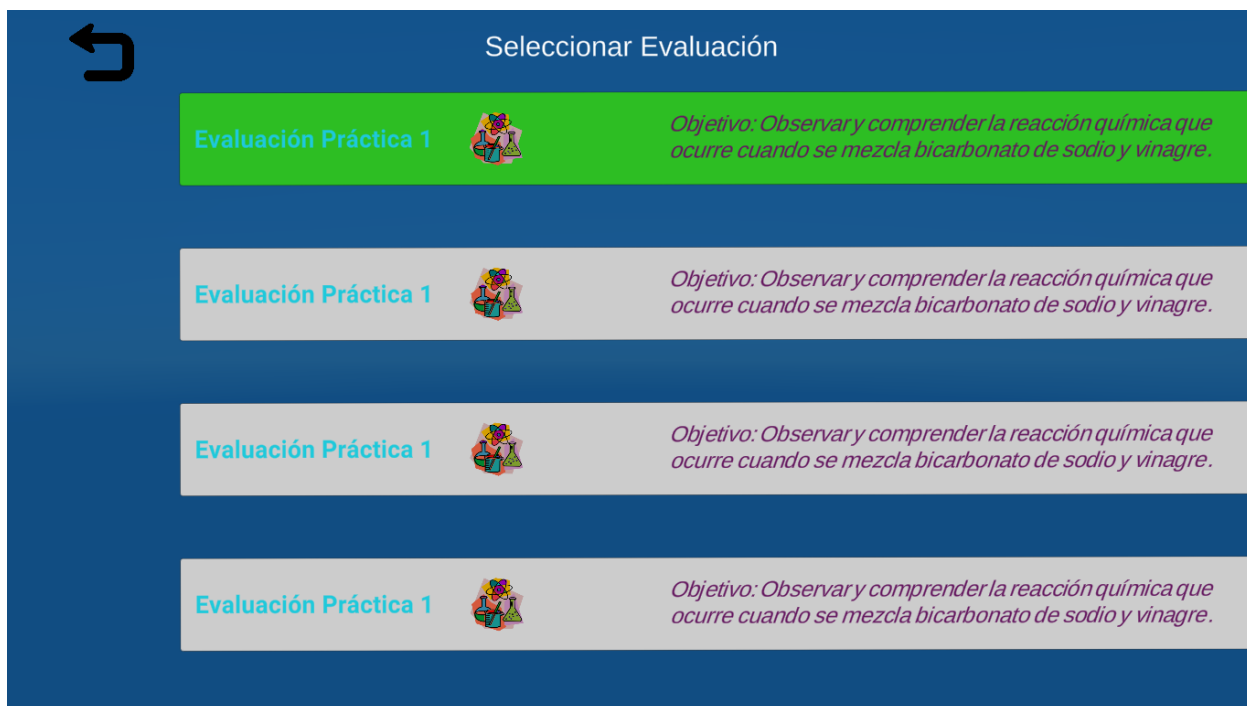 Seleccionar Evaluación
Evaluación Práctica 1
Objetivo: Observar y comprender la reacción química que
ocurre cuando se mezcla bicarbonato de sodio y vinagre.
Evaluación Práctica 1
Objetivo: Observar y comprender la reacción química que
ocurre cuando se mezcla bicarbonato de sodio y vinagre.
Evaluación Práctica 1
Objetivo: Observar y comprender la reacción química que
ocurre cuando se mezcla bicarbonato de sodio y vinagre.
Evaluación Práctica 1
Objetivo: Observar y comprender la reacción química que
ocurre cuando se mezcla bicarbonato de sodio y vinagre.